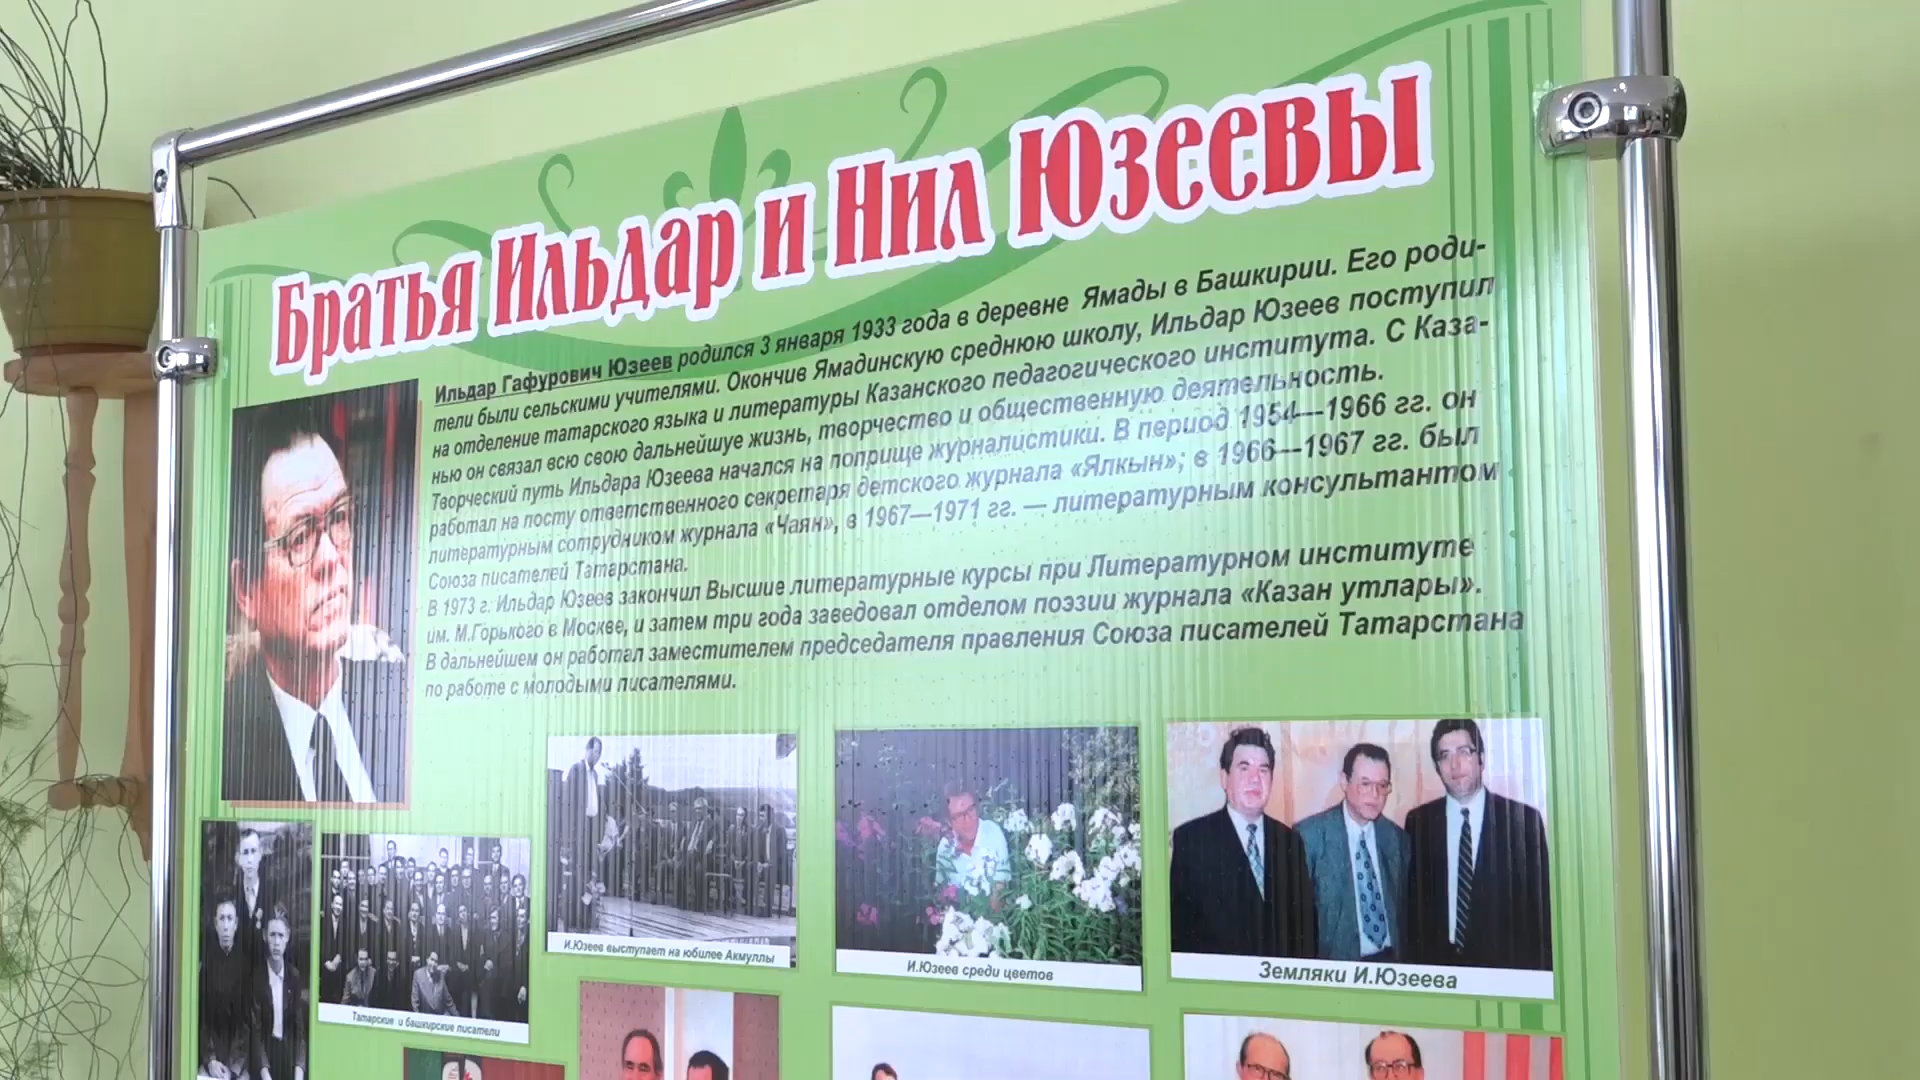 Братья Ильдар и Нил Юзеевы
Ильдар Гафурович Юзеев родился 3 января 1933 года в деревне Ямады в Башкирии. Его роди-
тели были сельскими учителями. Окончив Ямадинскую среднюю школу, Ильдар Юзеев поступил
на отделение татарского языка и литературы Казанского педагогического института. С Каза-
нью он связал всю свою дальнейшуе жизнь, творчество и общественную деятельность.
Творческий путь Ильдара Юзеева начался на поприще журналистики. В период 1954—1966 гг. он
работал на посту ответственного секретаря детского журнала «Ялкын»; в 1966—1967 гг. был
литературным сотрудником журнала «Чаян», в 1967—1971 гг. — литературным консультантом
Союза писателей Татарстана.
В 1973 г. Ильдар Юзеев закончил Высшие литературные курсы при Литературном институте
им. М.Горького в Москве, и затем три года заведовал отделом поэзии журнала «Казан утлары».
В дальнейшем он работал заместителем председателя правления Союза писателей Татарстана
по работе с молодыми писателями.
И.Юзеев выступает на юбилее Акмуллы
И.Юзеев среди цветов
Земляки И.Юзеева
Татарские и башкирские писатели